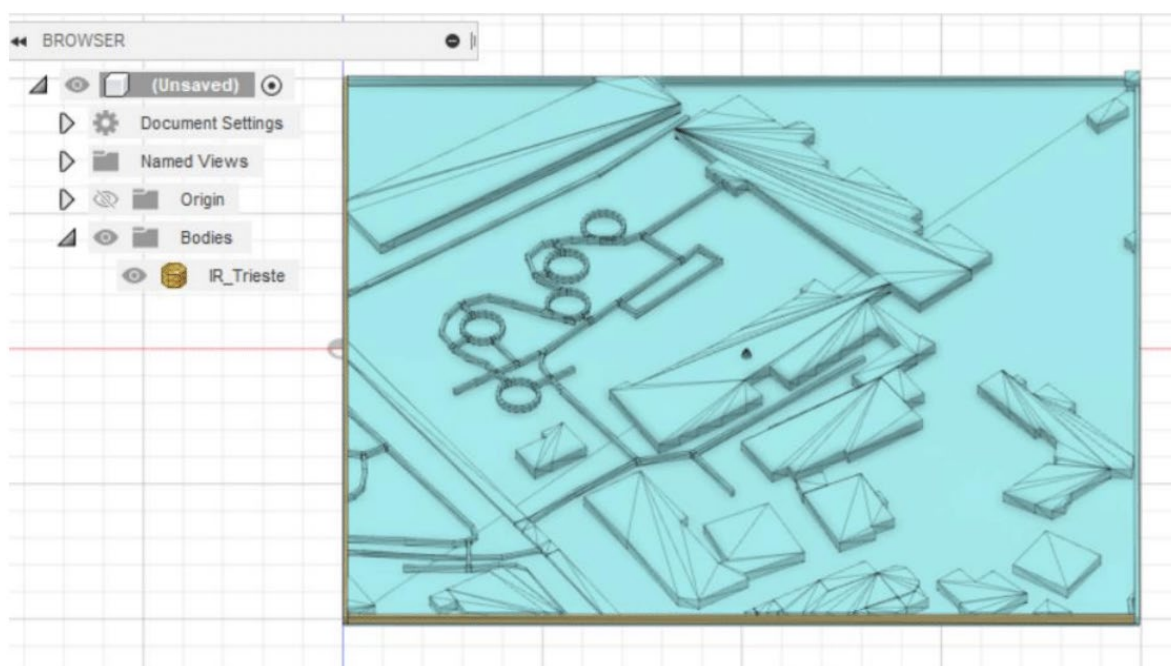 BROWSER
(Unsaved)
Document Settings
Named Views
Origin
Bodies
IR_Trieste